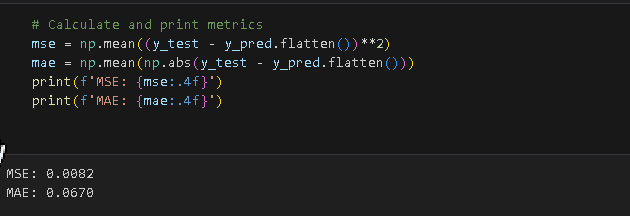 # Calculate and print metrics
mse = np.mean((y_test - y_pred.flatten())**2)
mae = np.mean(np.abs(y_test - y_pred.flatten()))
print(f'MSE: {mse:.4f}')
print(f'MAE: {mae:.4f}')
MSE: 0.0082
MAE: 0.0670